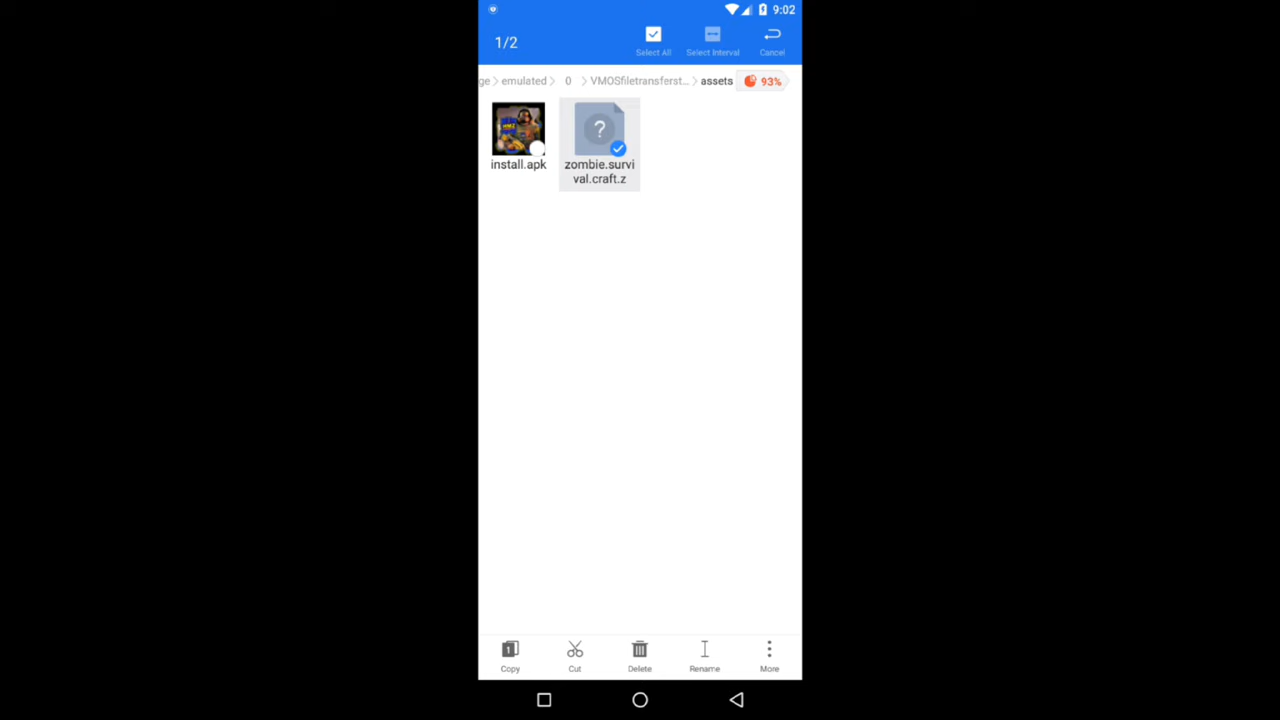 9:02
1/2
Select All
Select Interval
Cancel
ge
emulated
0
VMOSfiletransferst...
assets
93%
install.apk
zombie.survi
val.craft.z
Copy
Cut
Delete
Rename
More